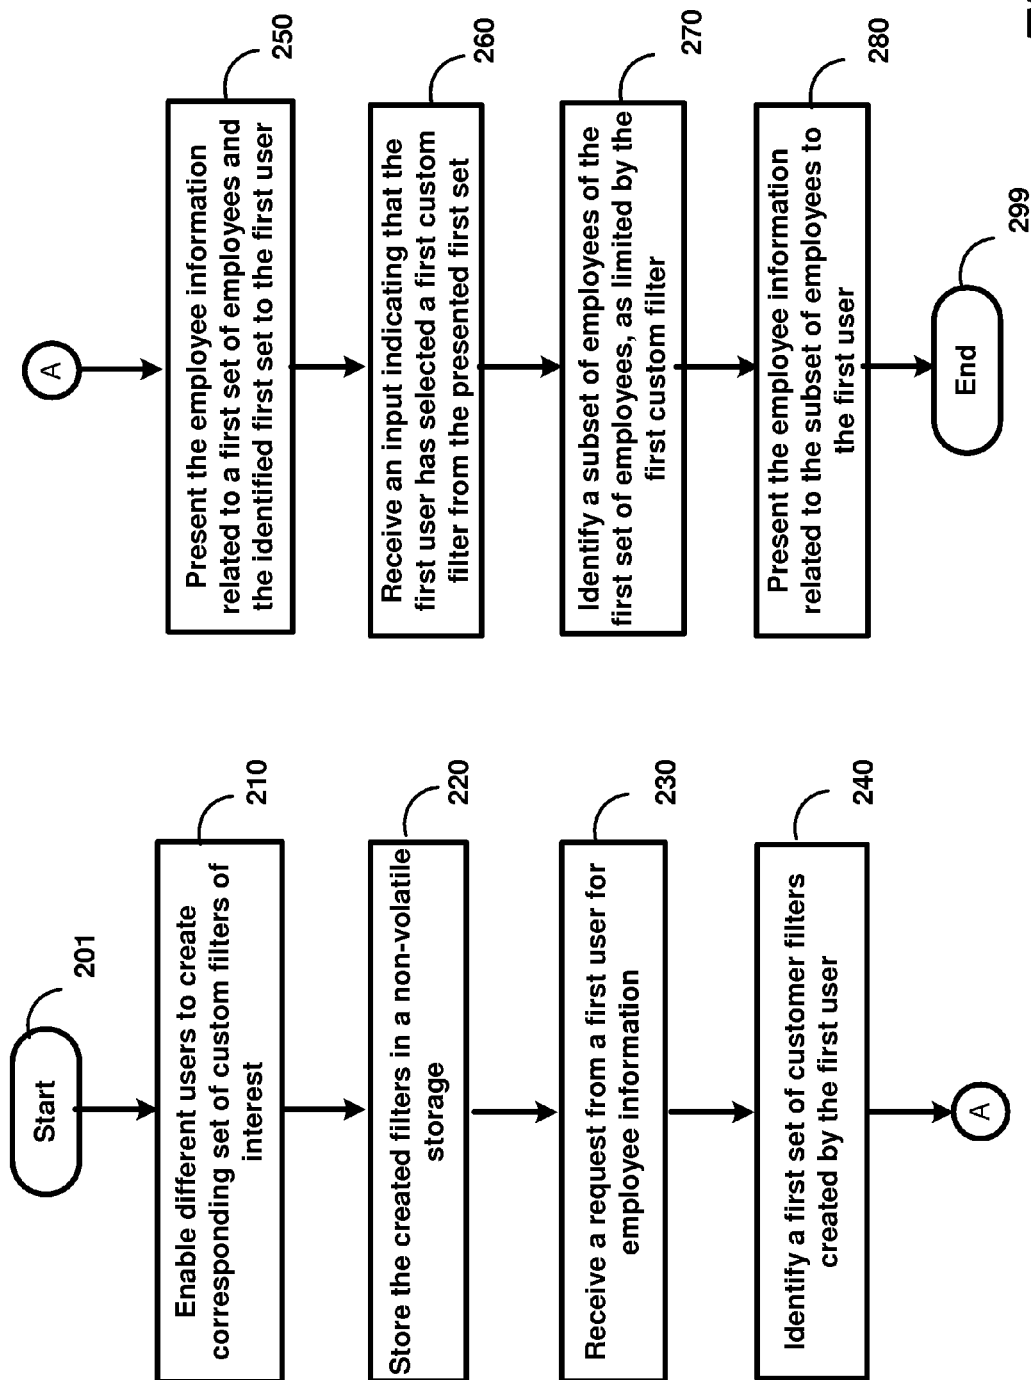 Start
201
Enable different users to create
corresponding set of custom filters of
interest
210
Store the created filters in a non-volatile
storage
220
Receive a request from a first user for
employee information
230
Identify a first set of customer filters
created by the first user
240
A
A
Present the employee information
related to a first set of employees and
the identified first set to the first user
250
Receive an input indicating that the
first user has selected a first custom
filter from the presented first set
260
Identify a subset of employees of the
first set of employees, as limited by the
first custom filter
270
Present the employee information
related to the subset of employees to
the first user
280
End
299